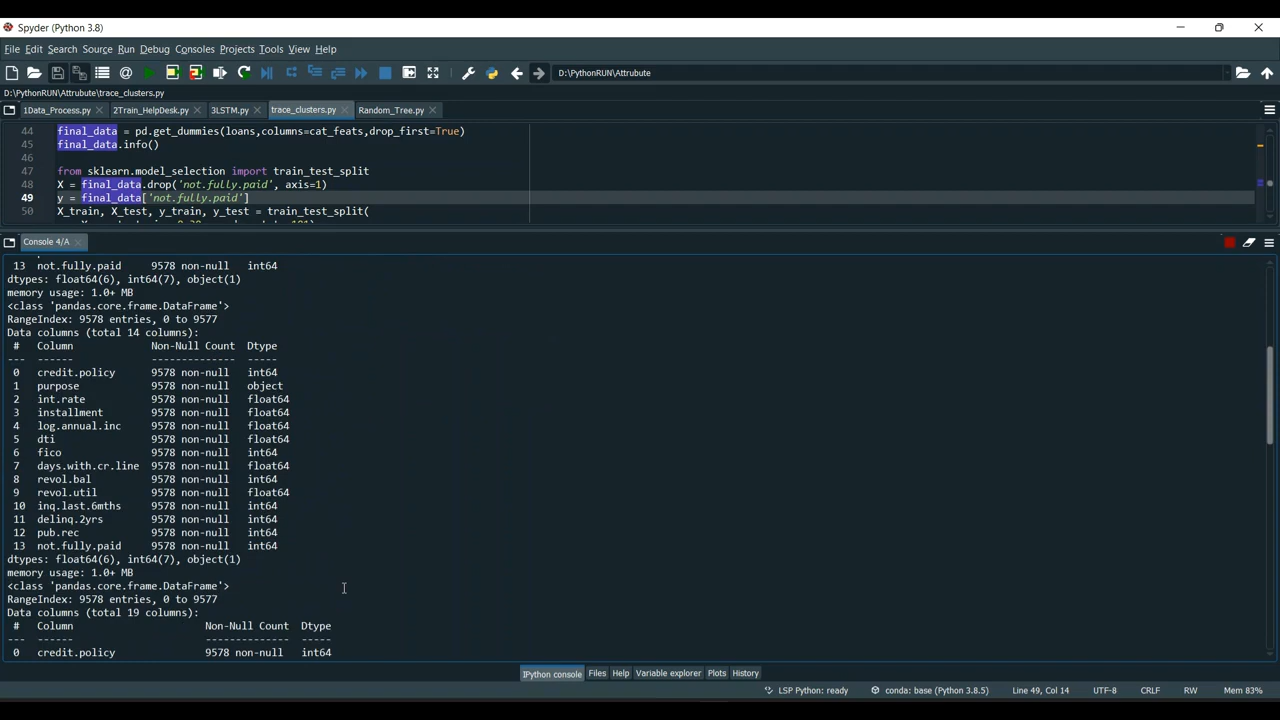 Spyder (Python 3.8)
File Edit Search Source Run Debug Consoles Projects Tools View Help
D:\PythonRUN\Attrubute
D:\PythonRUN\Attrubute\trace_clusters.py
1Data_Process.py 2Train_HelpDesk.py 3LSTM.py trace_clusters.py Random_Tree.py
44 final_data = pd.get_dummies(loans,columns=cat_feats,drop_first=True)
45 final_data.info()
46
47 from sklearn.model_selection import train_test_split
48 X = final_data.drop('not.fully.paid', axis=1)
49 y = final_data['not.fully.paid']
50 X_train, X_test, y_train, y_test = train_test_split(
Console 4/A
13 not.fully.paid 9578 non-null int64
dtypes: float64(6), int64(7), object(1)
memory usage: 1.0+ MB
<class 'pandas.core.frame.DataFrame'>
RangeIndex: 9578 entries, 0 to 9577
Data columns (total 14 columns):
# Column Non-Null Count Dtype
--- ------ -------------- -----
0 credit.policy 9578 non-null int64
1 purpose 9578 non-null object
2 int.rate 9578 non-null float64
3 installment 9578 non-null float64
4 log.annual.inc 9578 non-null float64
5 dti 9578 non-null float64
6 fico 9578 non-null int64
7 days.with.cr.line 9578 non-null float64
8 revol.bal 9578 non-null int64
9 revol.util 9578 non-null float64
10 inq.last.6mths 9578 non-null int64
11 delinq.2yrs 9578 non-null int64
12 pub.rec 9578 non-null int64
13 not.fully.paid 9578 non-null int64
dtypes: float64(6), int64(7), object(1)
memory usage: 1.0+ MB
<class 'pandas.core.frame.DataFrame'>
RangeIndex: 9578 entries, 0 to 9577
Data columns (total 19 columns):
# Column Non-Null Count Dtype
--- ------ -------------- -----
0 credit.policy 9578 non-null int64
IPython console Files Help Variable explorer Plots History
LSP Python: ready conda: base (Python 3.8.5) Line 49, Col 14 UTF-8 CRLF RW Mem 83%